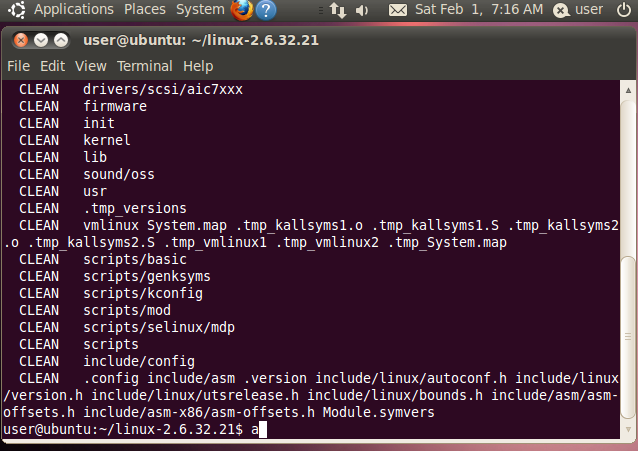 Applications Places System ? Sat Feb 1, 7:16 AM user
user@ubuntu: ~/linux-2.6.32.21
File Edit View Terminal Help
CLEAN drivers/scsi/aic7xxx
CLEAN firmware
CLEAN init
CLEAN kernel
CLEAN lib
CLEAN sound/oss
CLEAN usr
CLEAN .tmp_versions
CLEAN vmlinux System.map .tmp_kallsyms1.o .tmp_kallsyms1.S .tmp_kallsyms2
.o .tmp_kallsyms2.S .tmp_vmlinux1 .tmp_vmlinux2 .tmp_System.map
CLEAN scripts/basic
CLEAN scripts/genksyms
CLEAN scripts/kconfig
CLEAN scripts/mod
CLEAN scripts/selinux/mdp
CLEAN scripts
CLEAN include/config
CLEAN .config include/asm .version include/linux/autoconf.h include/linux
/version.h include/linux/utsrelease.h include/linux/bounds.h include/asm/asm-
offsets.h include/asm-x86/asm-offsets.h Module.symvers
user@ubuntu:~/linux-2.6.32.21$ a